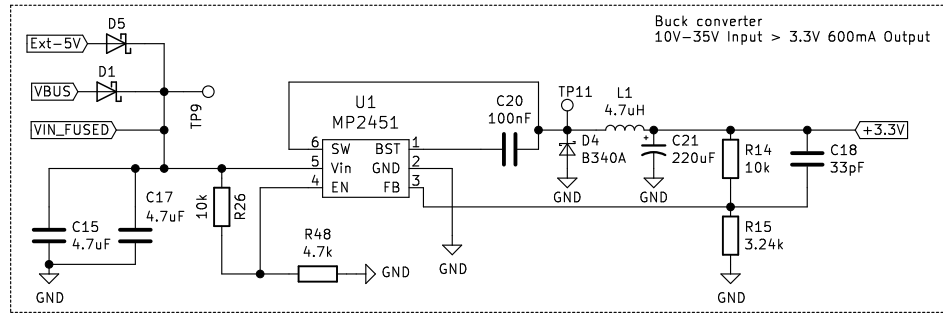 Buck converter
10V-35V Input > 3.3V 600mA Output
D5
Ext-5V
D1
VBUS
TP9
VIN_FUSED
U1
MP2451
6 SW BST 1
5 Vin GND 2
4 EN FB 3
C20
100nF
TP11
L1
4.7uH
D4
B340A
GND
+
C21
220uF
GND
R14
10k
C18
33pF
+3.3V
C15
4.7uF
C17
4.7uF
GND
10k
R26
R48
4.7k
GND
GND
R15
3.24k
GND